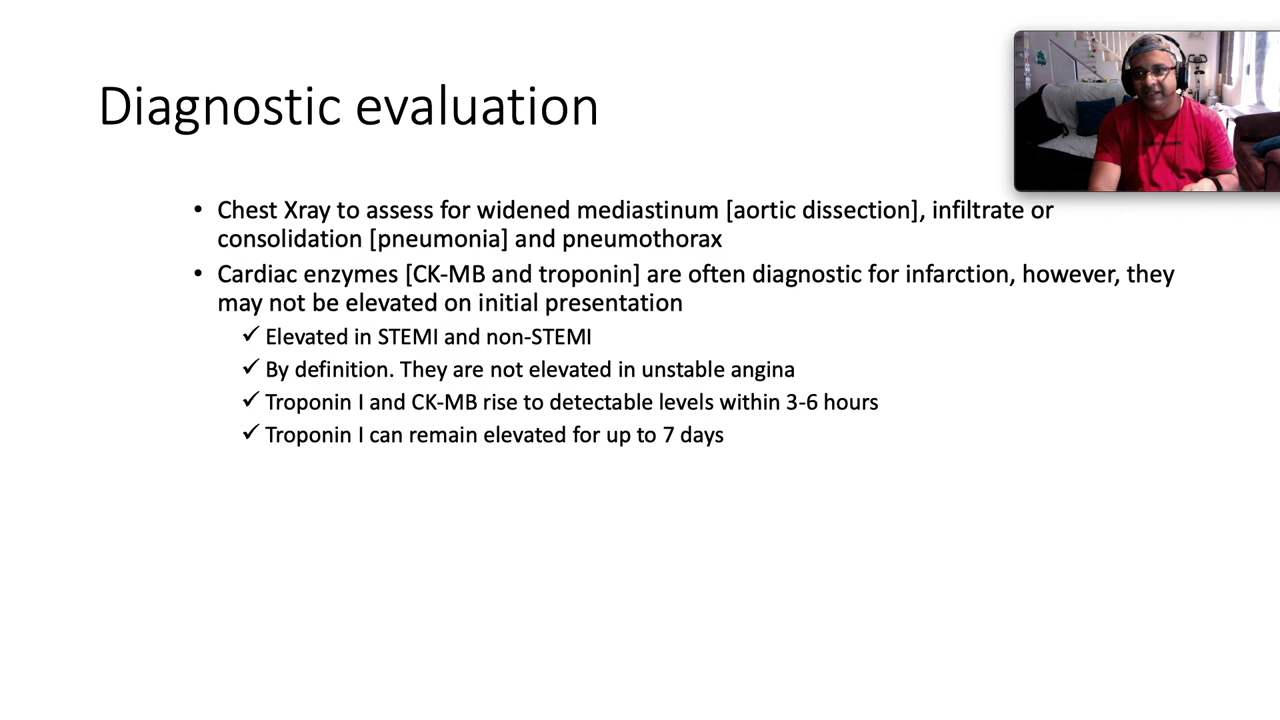 Diagnostic evaluation
• Chest Xray to assess for widened mediastinum [aortic dissection], infiltrate or
consolidation [pneumonia] and pneumothorax
• Cardiac enzymes [CK-MB and troponin] are often diagnostic for infarction, however, they
may not be elevated on initial presentation
✓ Elevated in STEMI and non-STEMI
✓ By definition. They are not elevated in unstable angina
✓ Troponin I and CK-MB rise to detectable levels within 3-6 hours
✓ Troponin I can remain elevated for up to 7 days